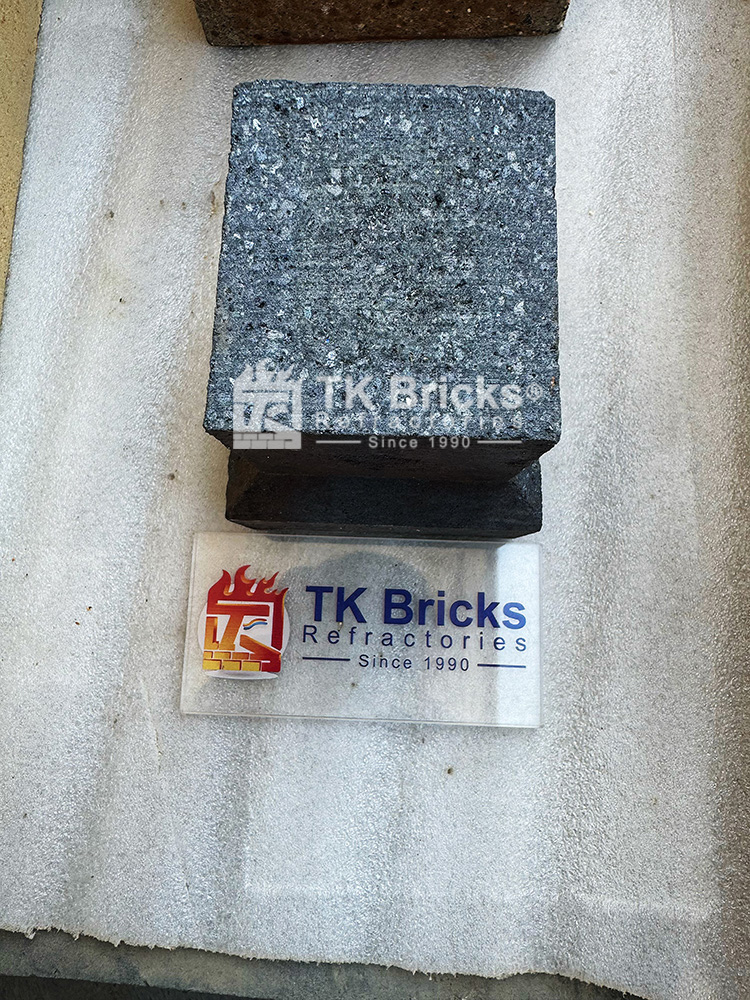 TK Bricks®
Refractories
Since 1990
TK Bricks
Refractories
Since 1990